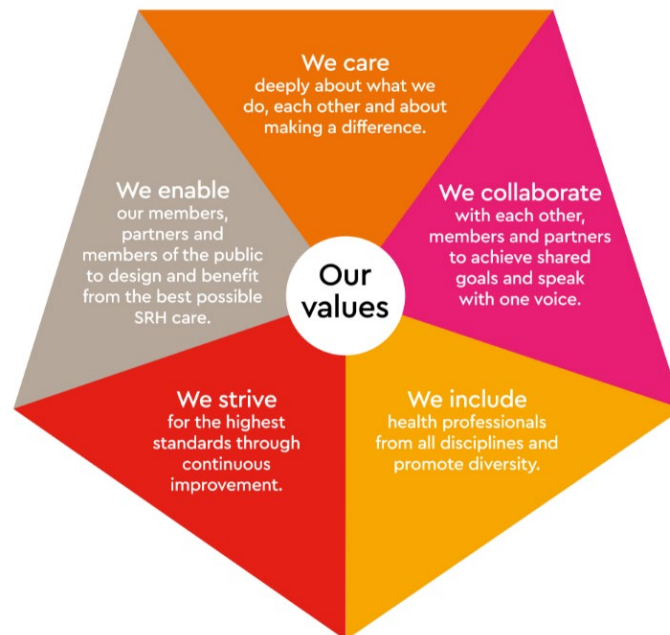 We care
deeply about what we
do, each other and about
making a difference.
We collaborate
with each other,
members and partners
to achieve shared
goals and speak
with one voice.
We include
health professionals
from all disciplines and
promote diversity.
We strive
for the highest
standards through
continuous
improvement.
We enable
our members,
partners and
members of the public
to design and benefit
from the best possible
SRH care.
Our
values